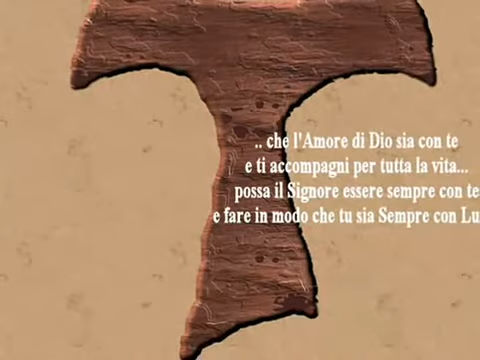 .. che l'Amore di Dio sia con te
e ti accompagni per tutta la vita...
possa il Signore essere sempre con te
e fare in modo che tu sia Sempre con Lu